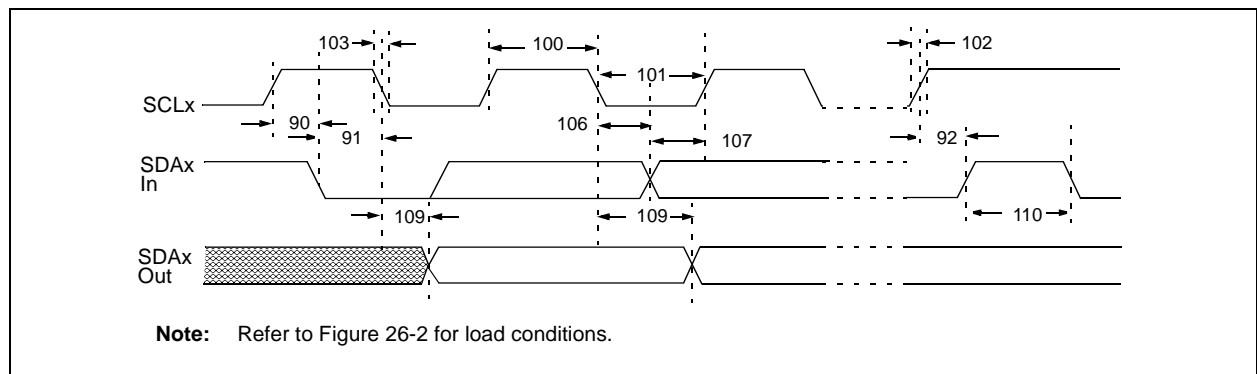 103
100
101
102
SCLx
90
91
106
107
92
SDAx
In
109
109
110
SDAx
Out
Note: Refer to Figure 26-2 for load conditions.